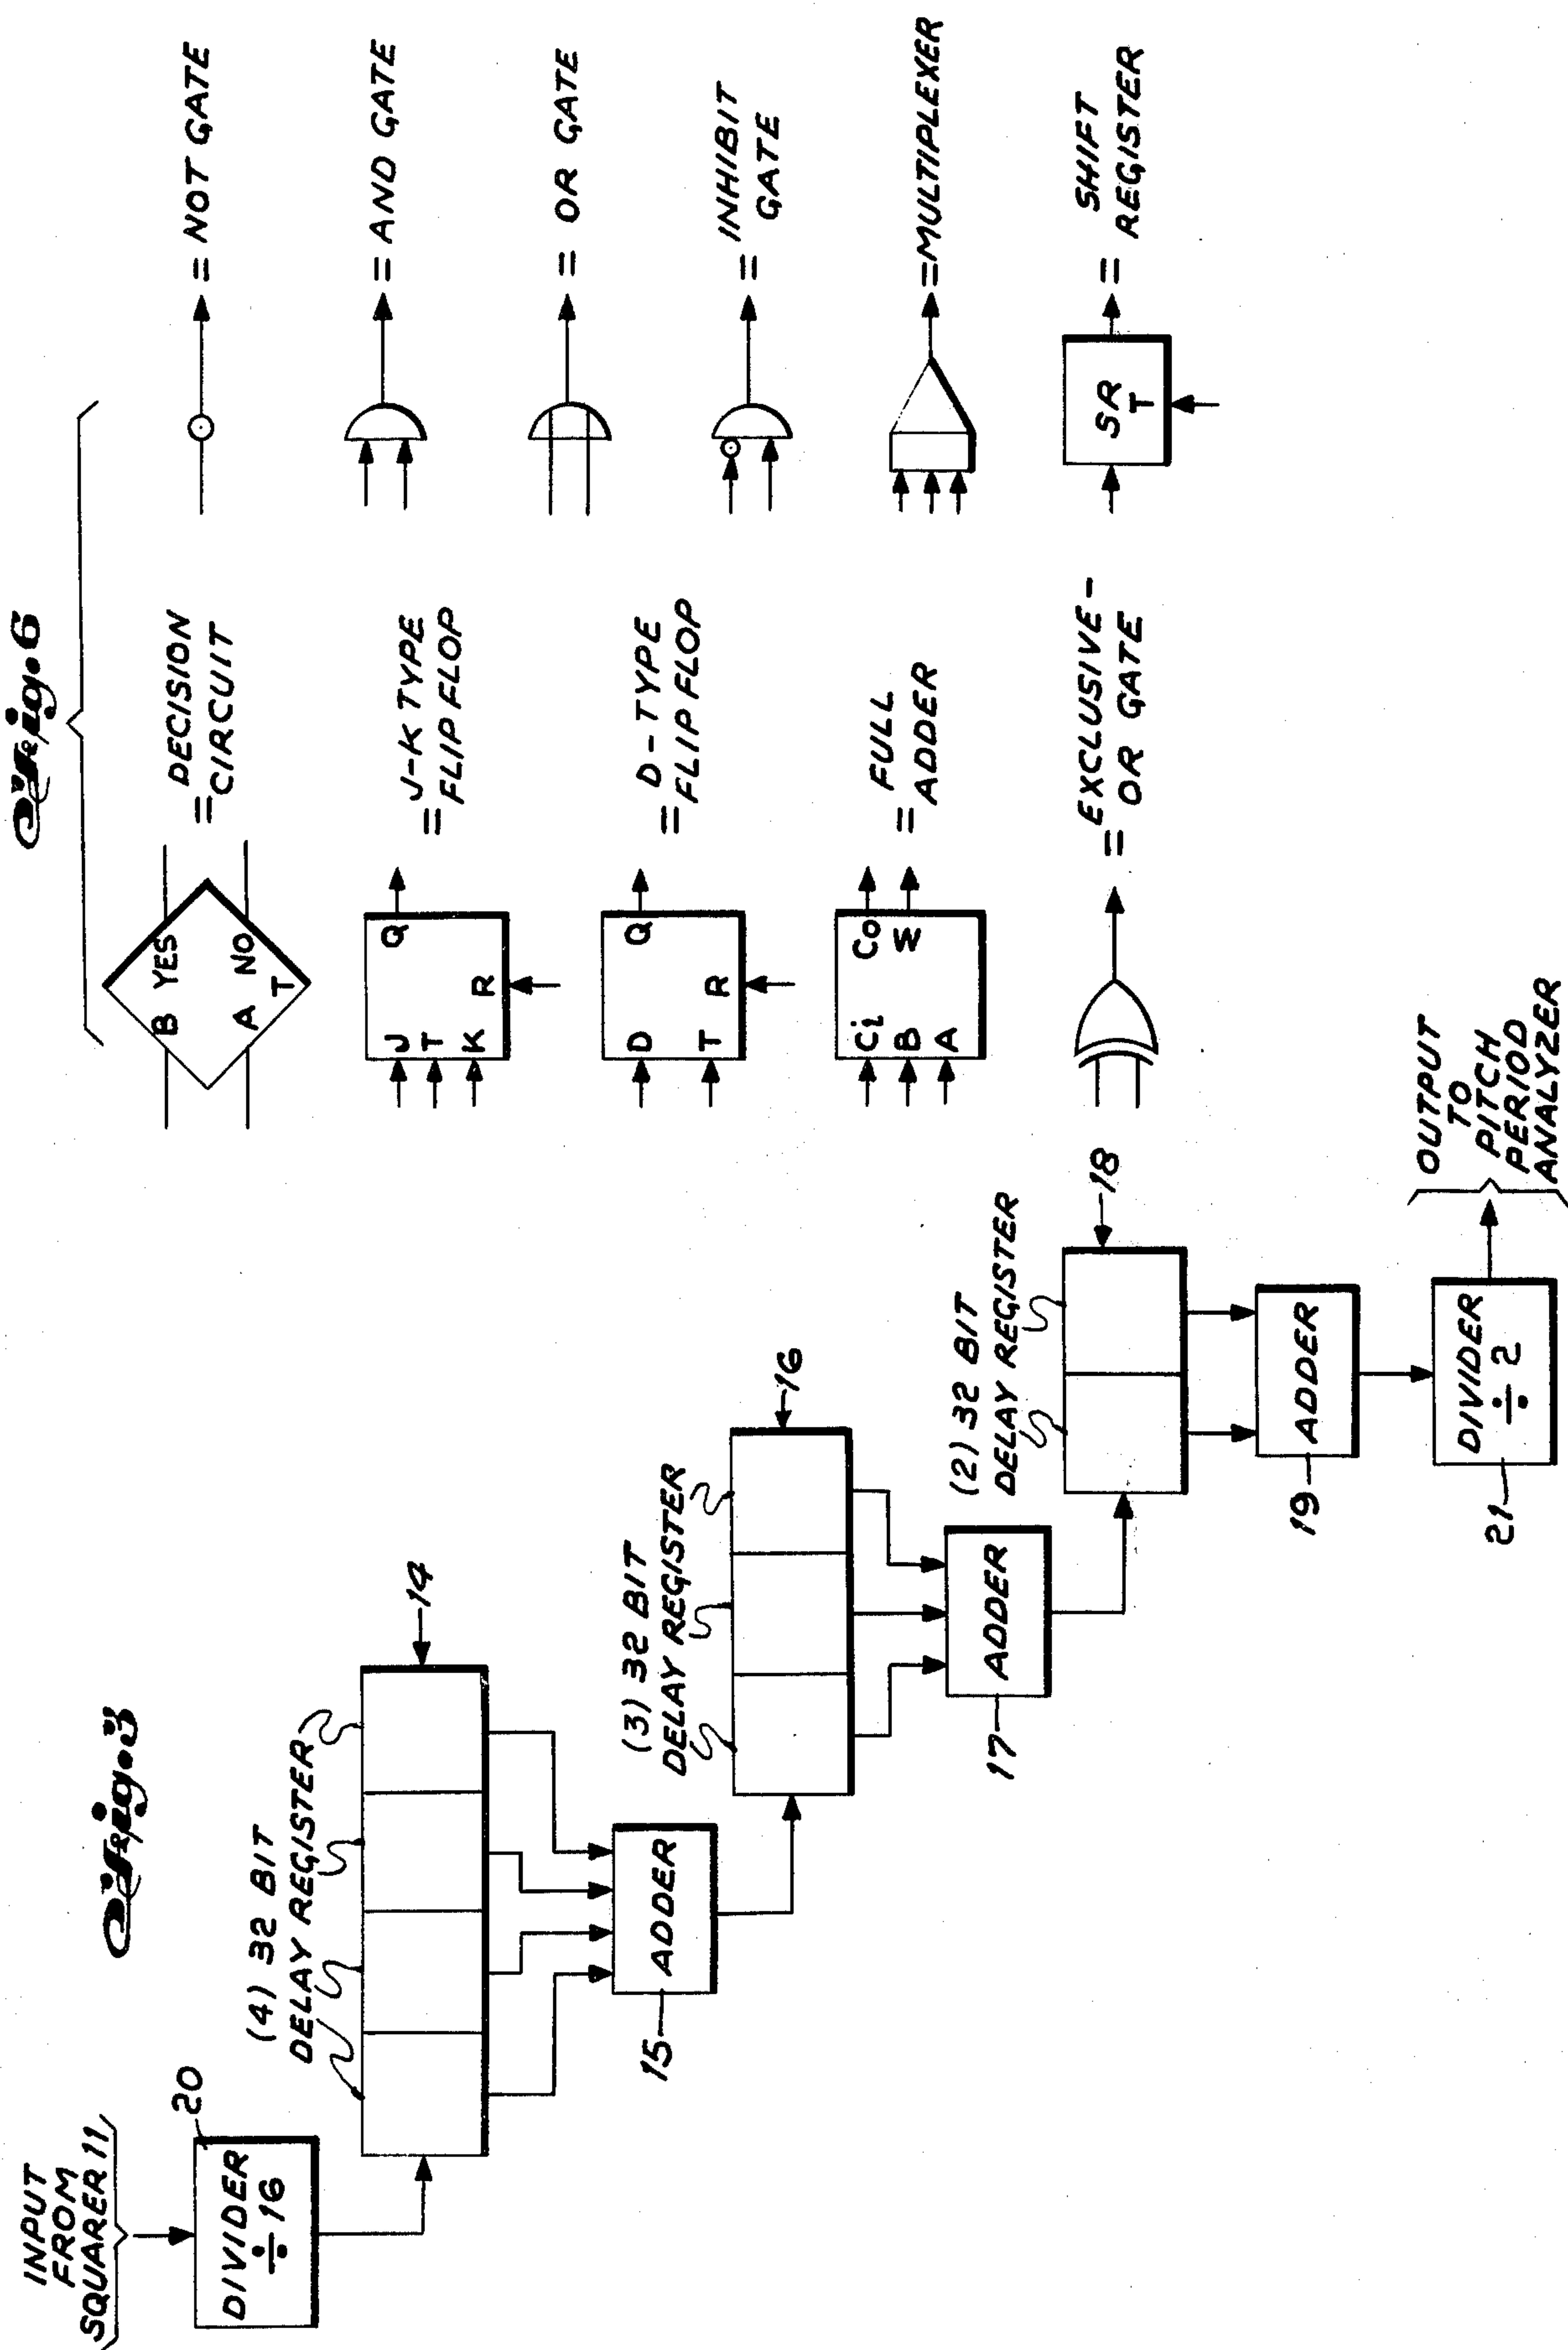 Fig. 3
INPUT
FROM
SQUARER 11
DIVIDER
÷ 16
20
(4) 32 BIT
DELAY REGISTER
14
ADDER
15
(3) 32 BIT
DELAY REGISTER
16
ADDER
17
(2) 32 BIT
DELAY REGISTER
18
ADDER
19
DIVIDER
÷ 2
21
OUTPUT
TO
PITCH
PERIOD
ANALYZER
Fig. 6
B YES
A NO
T
= DECISION
CIRCUIT
J Q
T
K R
= J-K TYPE
FLIP FLOP
D Q
T R
= D-TYPE
FLIP FLOP
Ci Co
B W
A
= FULL
ADDER
= EXCLUSIVE-
OR GATE
= NOT GATE
= AND GATE
= OR GATE
= INHIBIT
GATE
= MULTIPLEXER
SR
T
= SHIFT
REGISTER